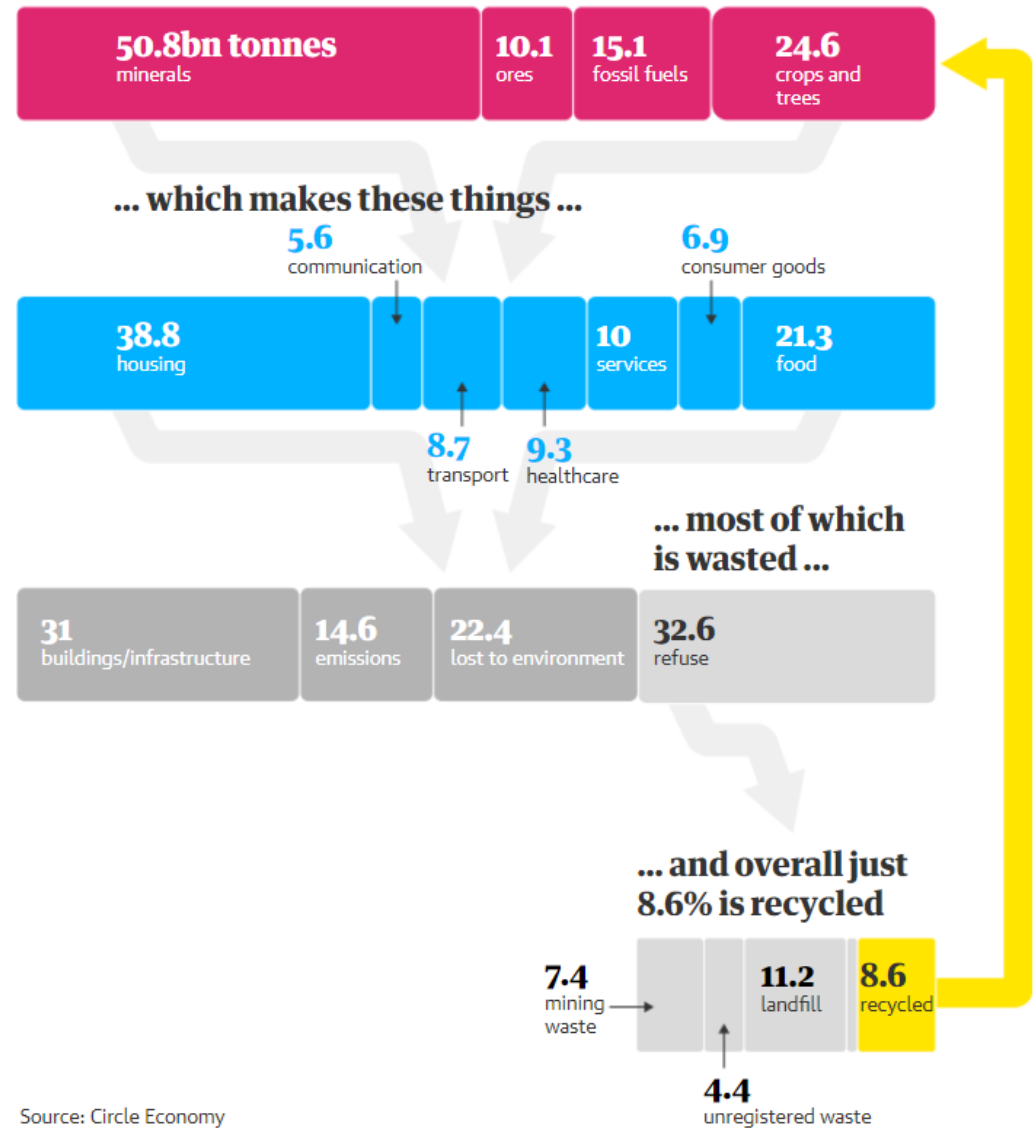 50.8bn tonnes
minerals
10.1
ores
15.1
fossil fuels
24.6
crops and
trees
... which makes these things ...
5.6
communication
6.9
consumer goods
38.8
housing
10
services
21.3
food
8.7
transport
9.3
healthcare
... most of which
is wasted ...
31
buildings/infrastructure
14.6
emissions
22.4
lost to environment
32.6
refuse
... and overall just
8.6% is recycled
7.4
mining
waste
11.2
landfill
8.6
recycled
4.4
unregistered waste
Source: Circle Economy